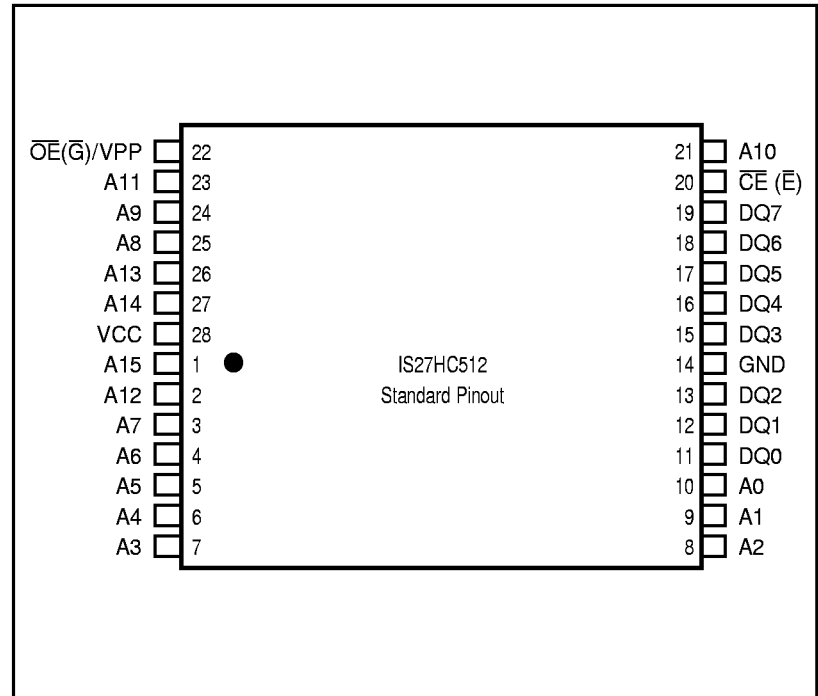 O̅E̅(G̅)/VPP 22 21 A10
A11 23 20 C̅E̅ (E̅)
A9 24 19 DQ7
A8 25 18 DQ6
A13 26 17 DQ5
A14 27 16 DQ4
VCC 28 15 DQ3
A15 1 IS27HC512 14 GND
A12 2 Standard Pinout 13 DQ2
A7 3 12 DQ1
A6 4 11 DQ0
A5 5 10 A0
A4 6 9 A1
A3 7 8 A2